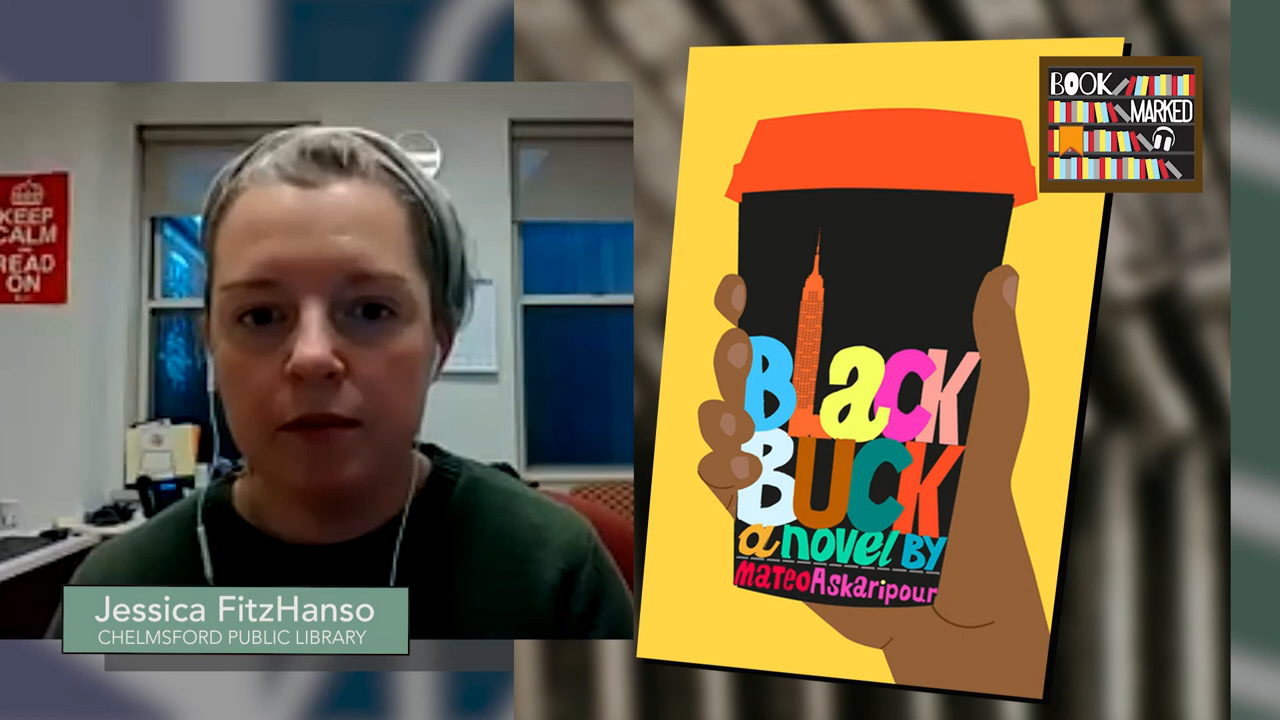 KEEP
CALM
READ
ON
Jessica FitzHanso
CHELMSFORD PUBLIC LIBRARY
BLaCK
BUCK
a novel BY
MaTeo Askaripour
BOOK
MARKED